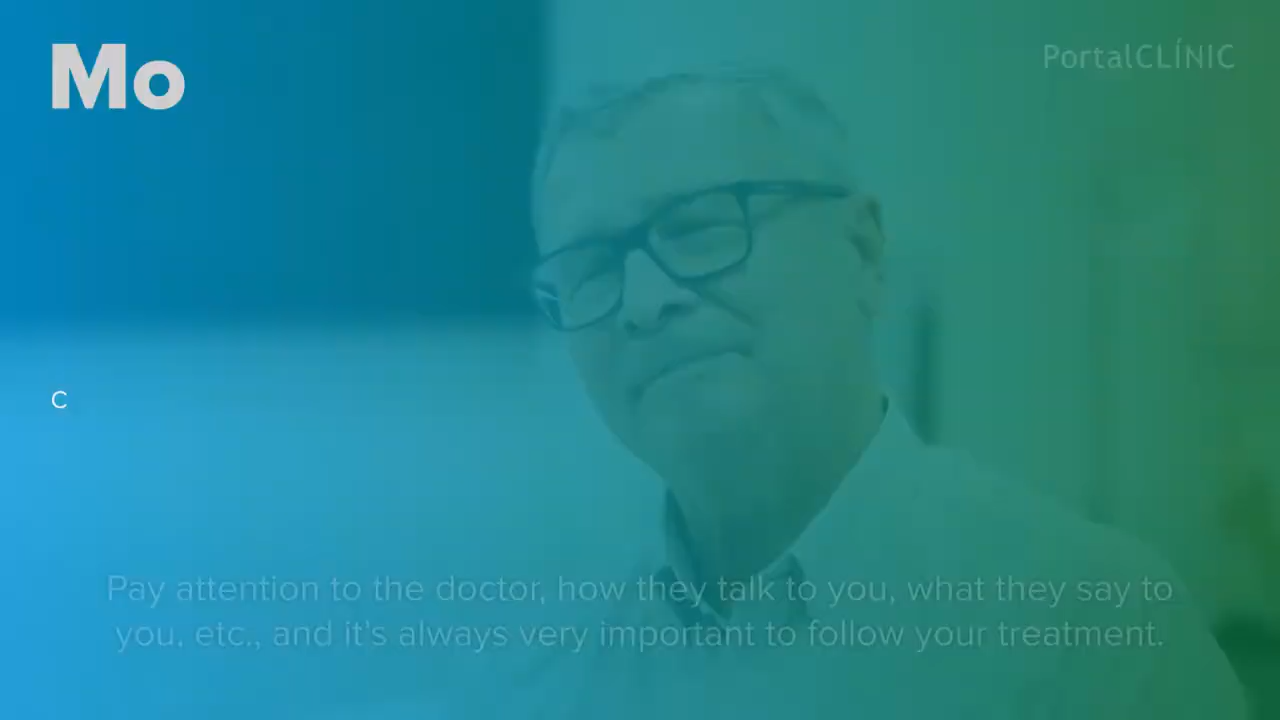 Mo
PortalCLÍNIC
C
Pay attention to the doctor, how they talk to you, what they say to
you, etc., and it's always very important to follow your treatment.